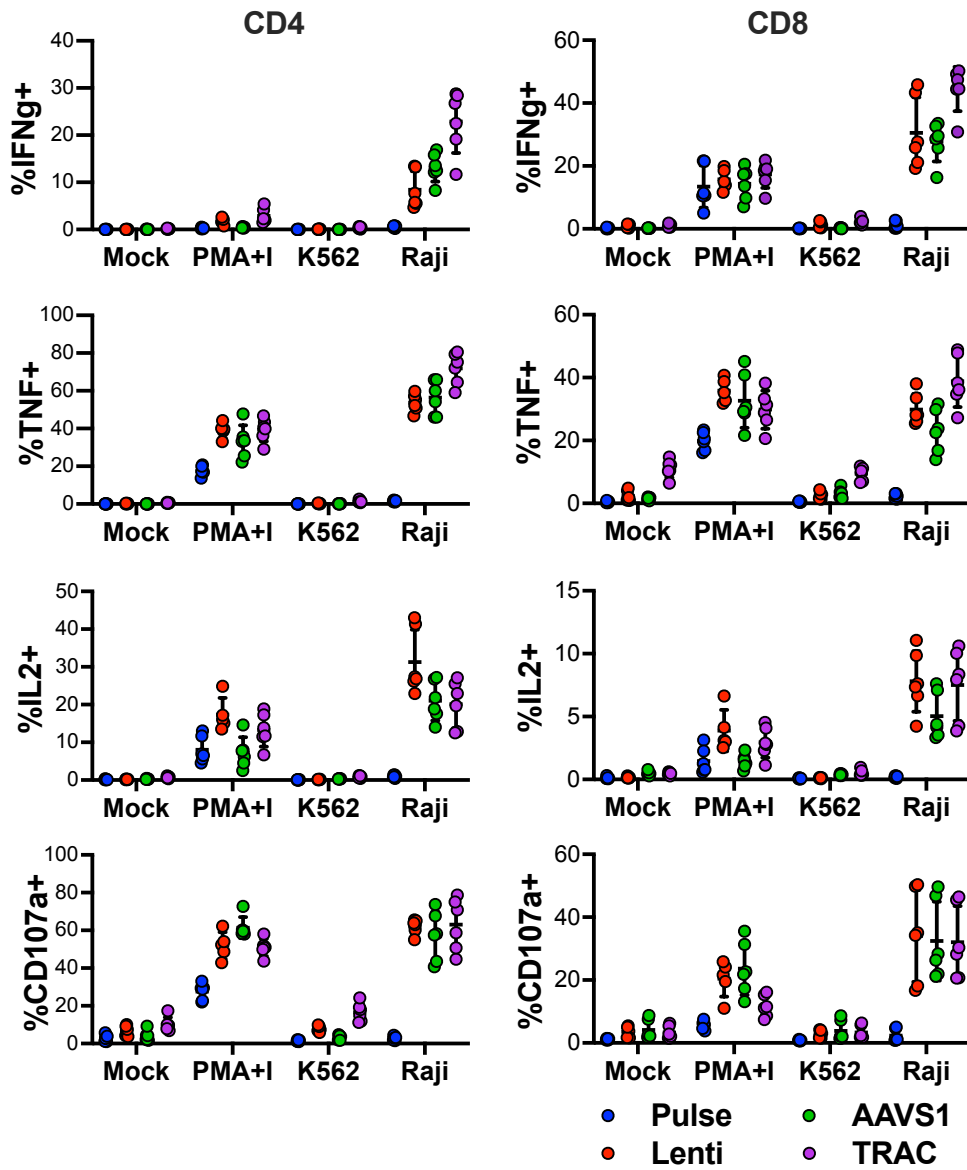 CD4
CD8
%IFNg+
40
30
20
10
0
Mock PMA+I K562 Raji
%IFNg+
60
40
20
0
Mock PMA+I K562 Raji
%TNF+
100
80
60
40
20
0
Mock PMA+I K562 Raji
%TNF+
60
40
20
0
Mock PMA+I K562 Raji
%IL2+
50
40
30
20
10
0
Mock PMA+I K562 Raji
%IL2+
15
10
5
0
Mock PMA+I K562 Raji
%CD107a+
100
80
60
40
20
0
Mock PMA+I K562 Raji
%CD107a+
60
40
20
0
Mock PMA+I K562 Raji
Pulse AAVS1
Lenti TRAC